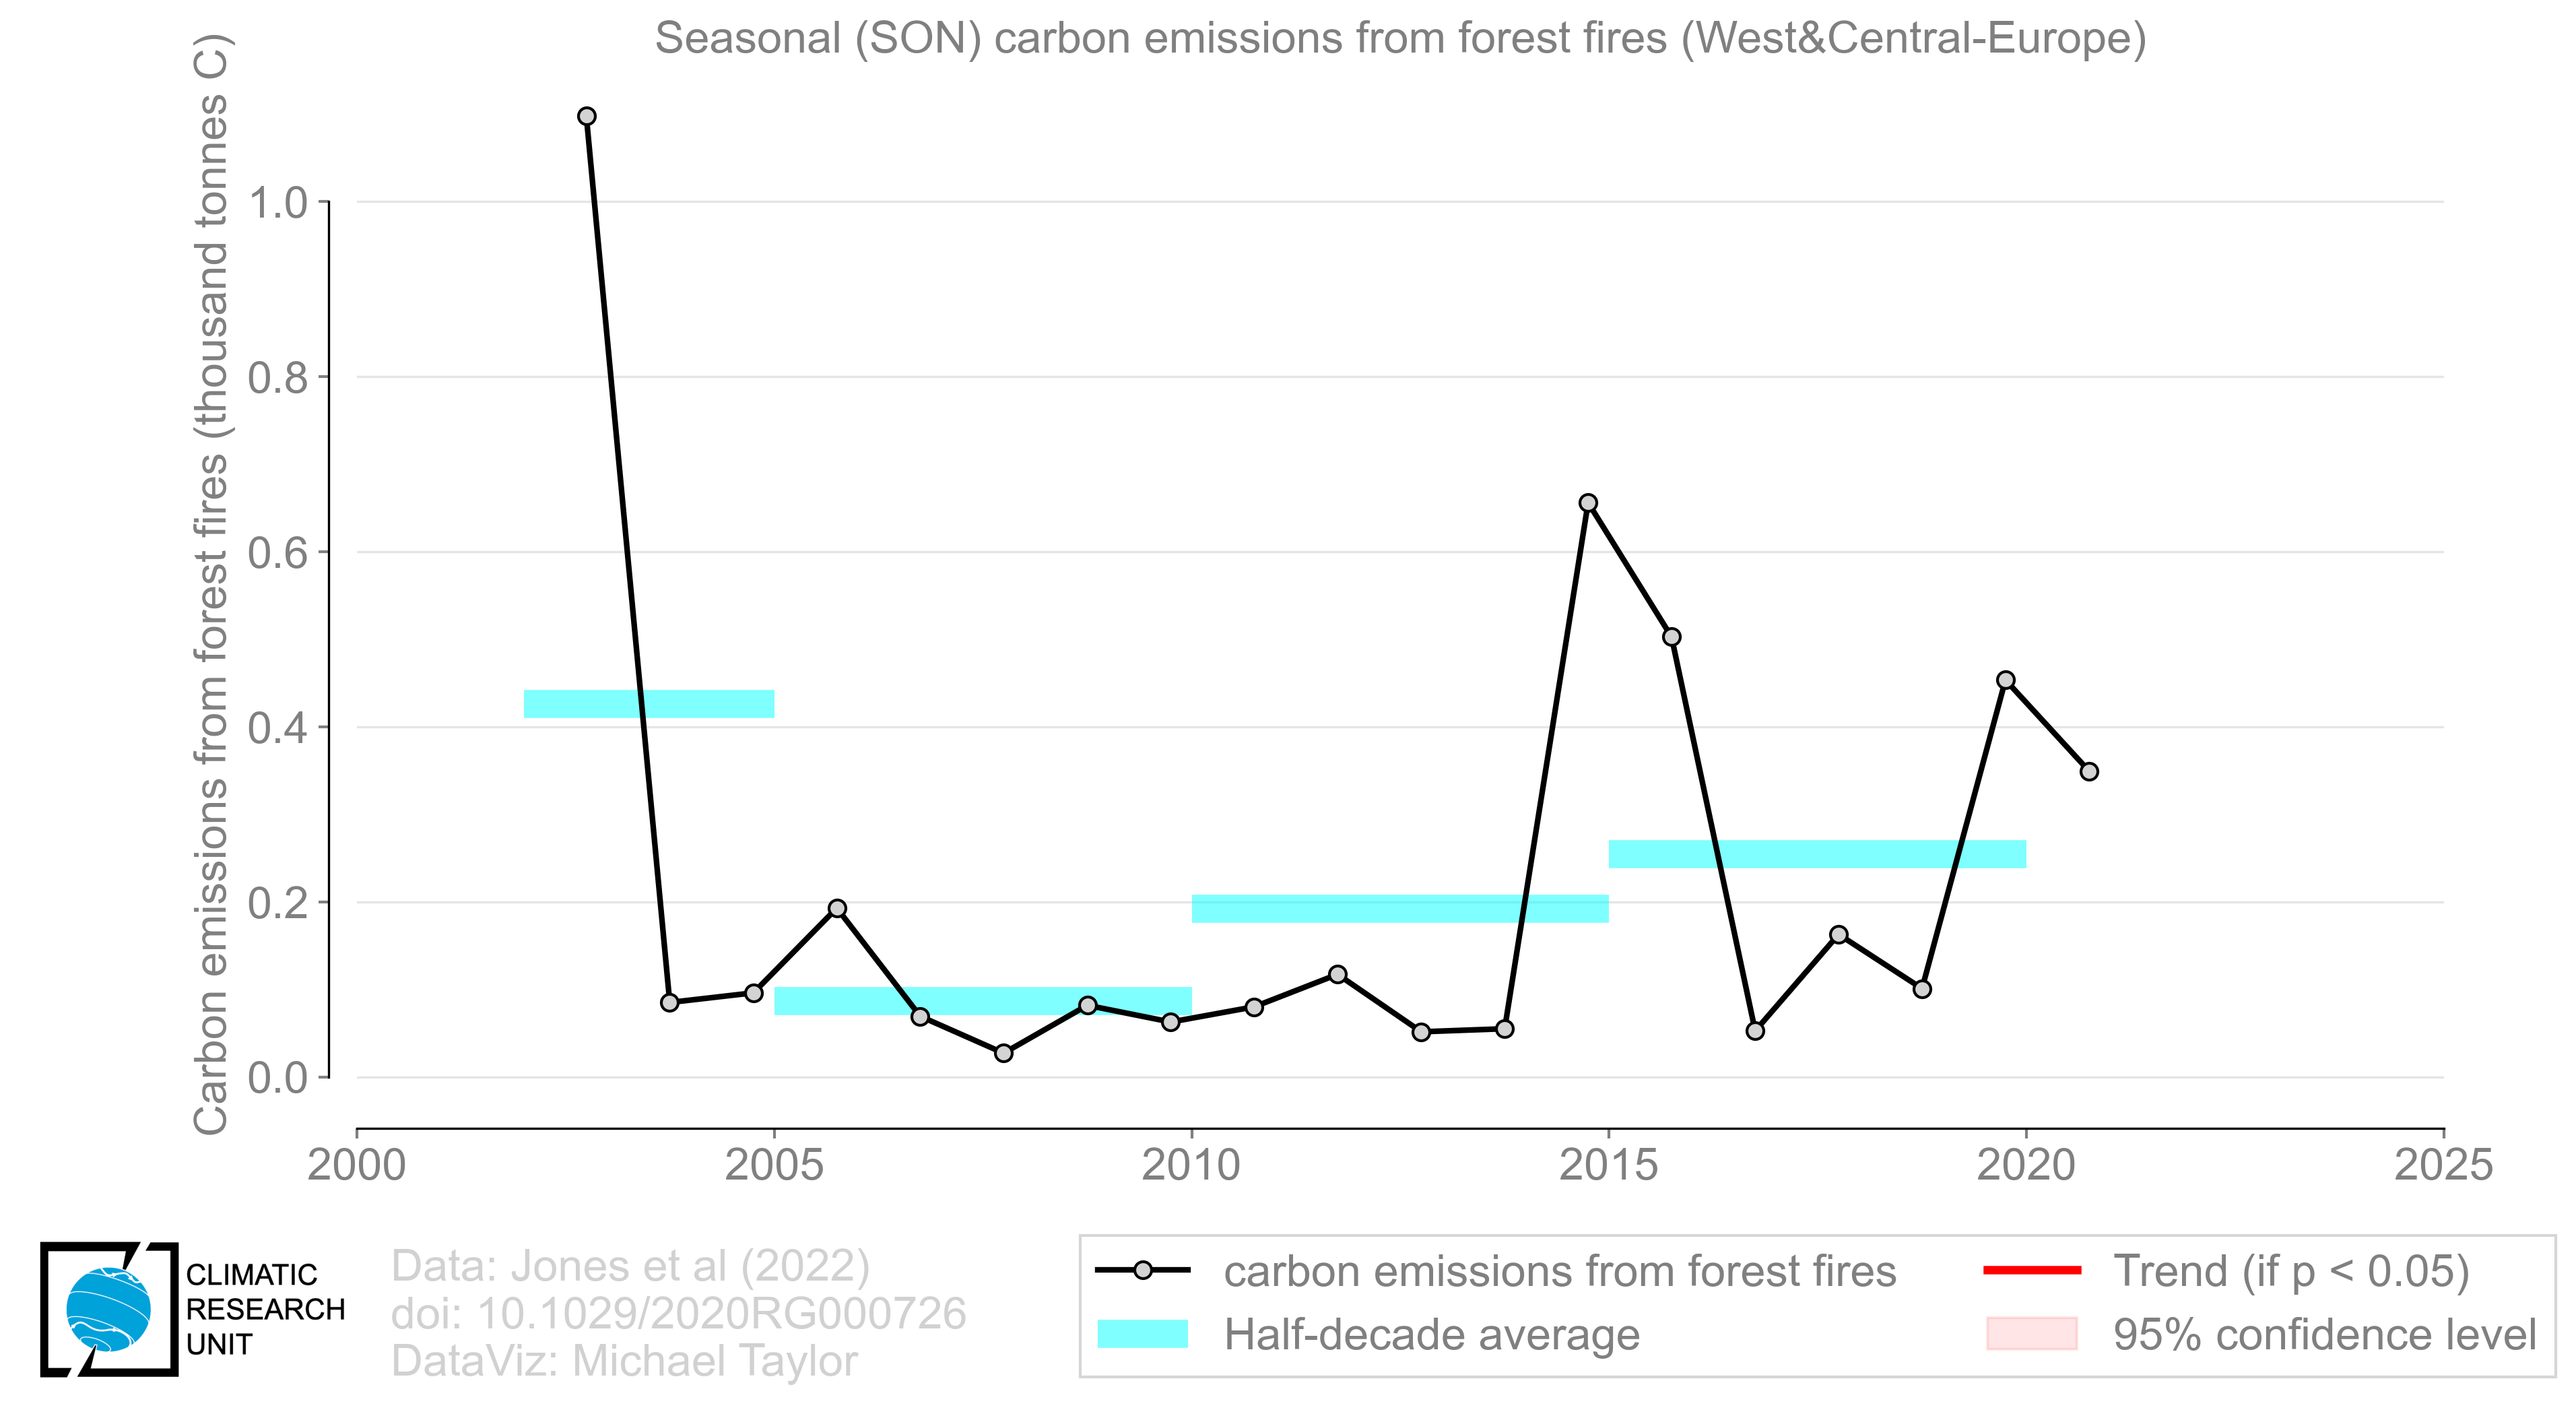 Seasonal (SON) carbon emissions from forest fires (West&Central-Europe)
Carbon emissions from forest fires (thousand tonnes C)
1.0
0.8
0.6
0.4
0.2
0.0
2000 2005 2010 2015 2020 2025
CLIMATIC
RESEARCH
UNIT
Data: Jones et al (2022)
doi: 10.1029/2020RG000726
DataViz: Michael Taylor
carbon emissions from forest fires
Half-decade average
Trend (if p < 0.05)
95% confidence level